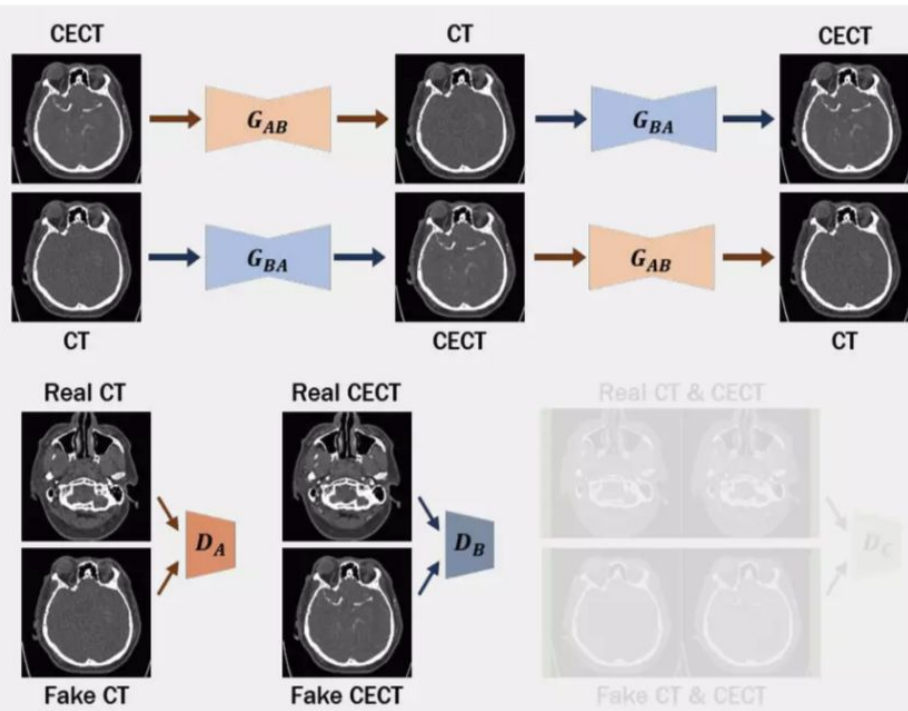 CECT CT CECT
G_AB G_BA
G_BA G_AB
CT CECT CT
Real CT Real CECT Real CT & CECT
D_A D_B D_C
Fake CT Fake CECT Fake CT & CECT